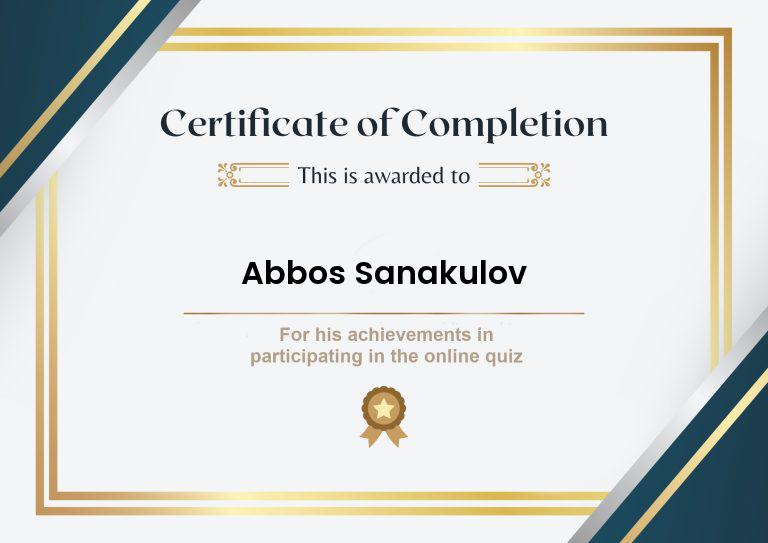 Certificate of Completion
This is awarded to
Abbos Sanakulov
For his achievements in
participating in the online quiz